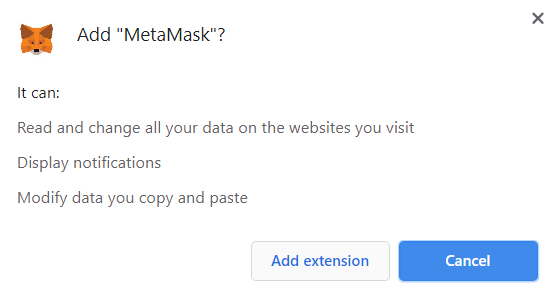 Add "MetaMask"?
It can:
Read and change all your data on the websites you visit
Display notifications
Modify data you copy and paste
Add extension
Cancel